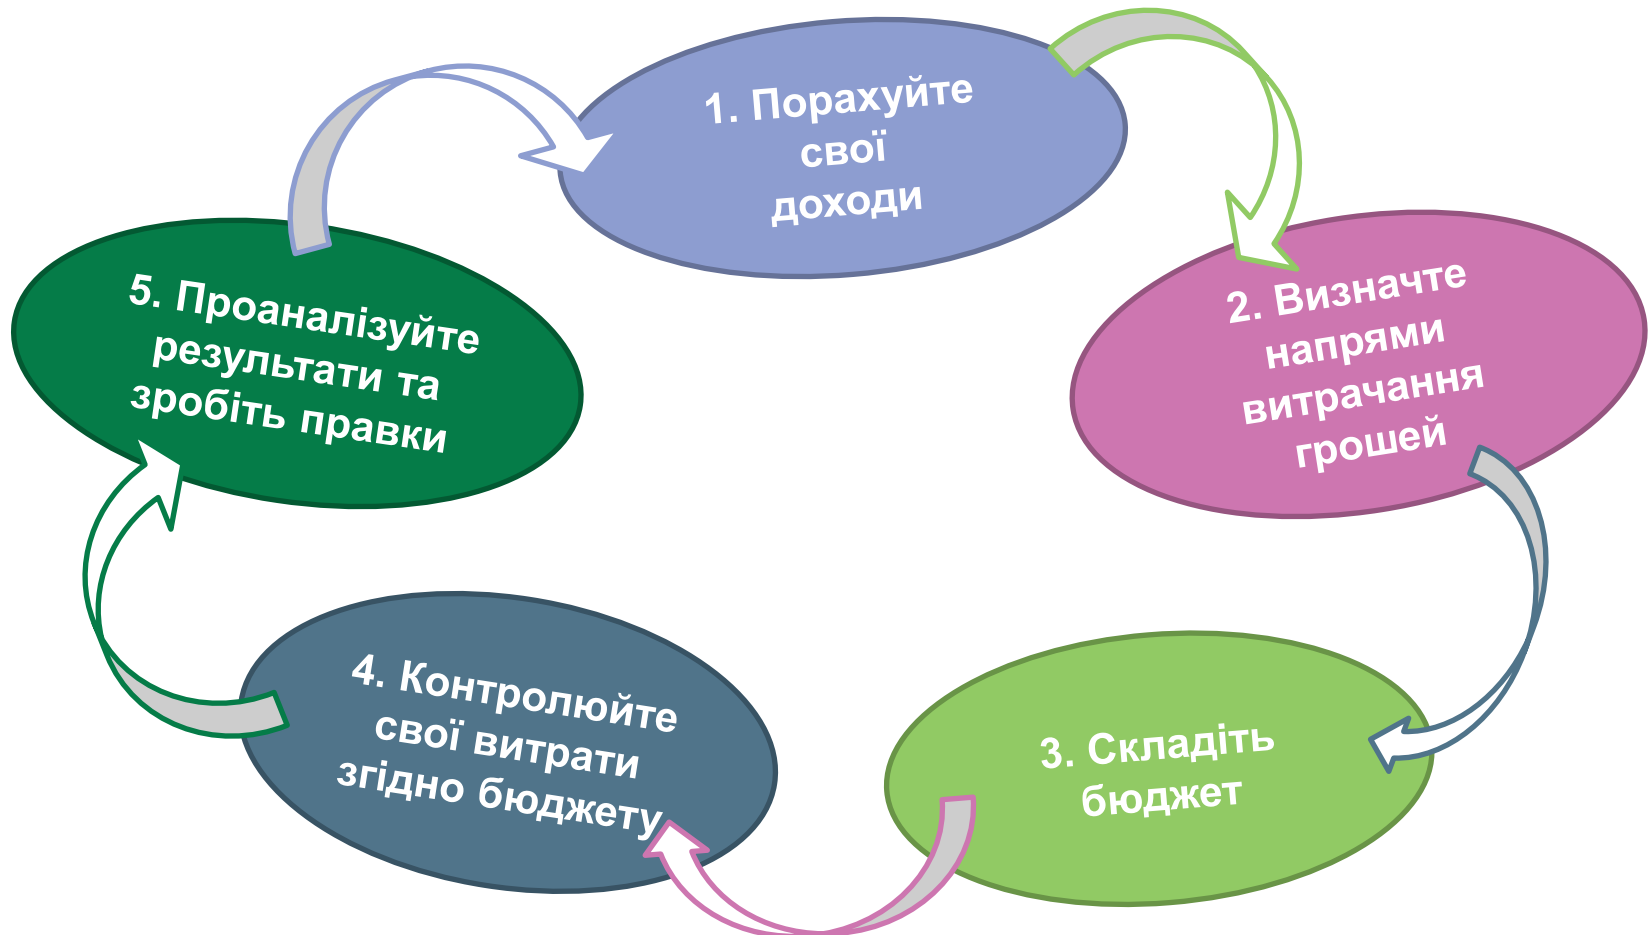 1. Порахуйте
свої
доходи
2. Визначте
напрями
витрачання
грошей
3. Складіть
бюджет
4. Контролюйте
свої витрати
згідно бюджету
5. Проаналізуйте
результати та
зробіть правки